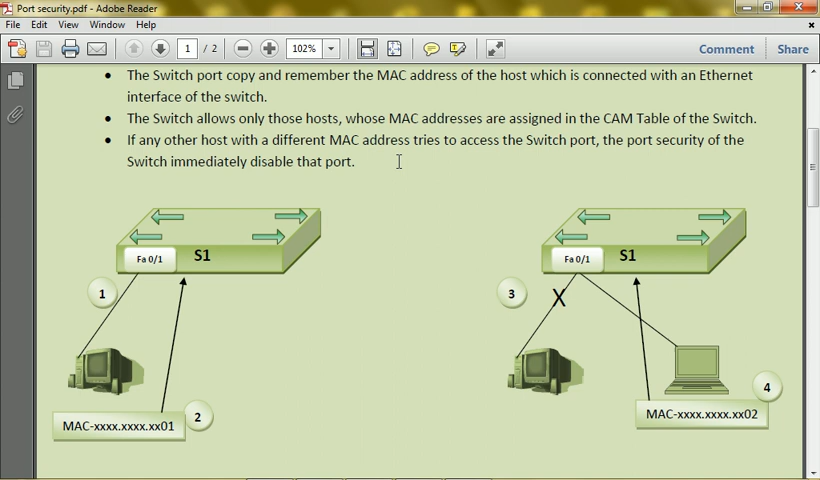 Port security.pdf - Adobe Reader
File Edit View Window Help
1 / 2 102% Comment Share
• The Switch port copy and remember the MAC address of the host which is connected with an Ethernet
interface of the switch.
• The Switch allows only those hosts, whose MAC addresses are assigned in the CAM Table of the Switch.
• If any other host with a different MAC address tries to access the Switch port, the port security of the
Switch immediately disable that port.
Fa 0/1 S1
1
MAC-xxxx.xxxx.xx01
2
Fa 0/1 S1
3
X
4
MAC-xxxx.xxxx.xx02